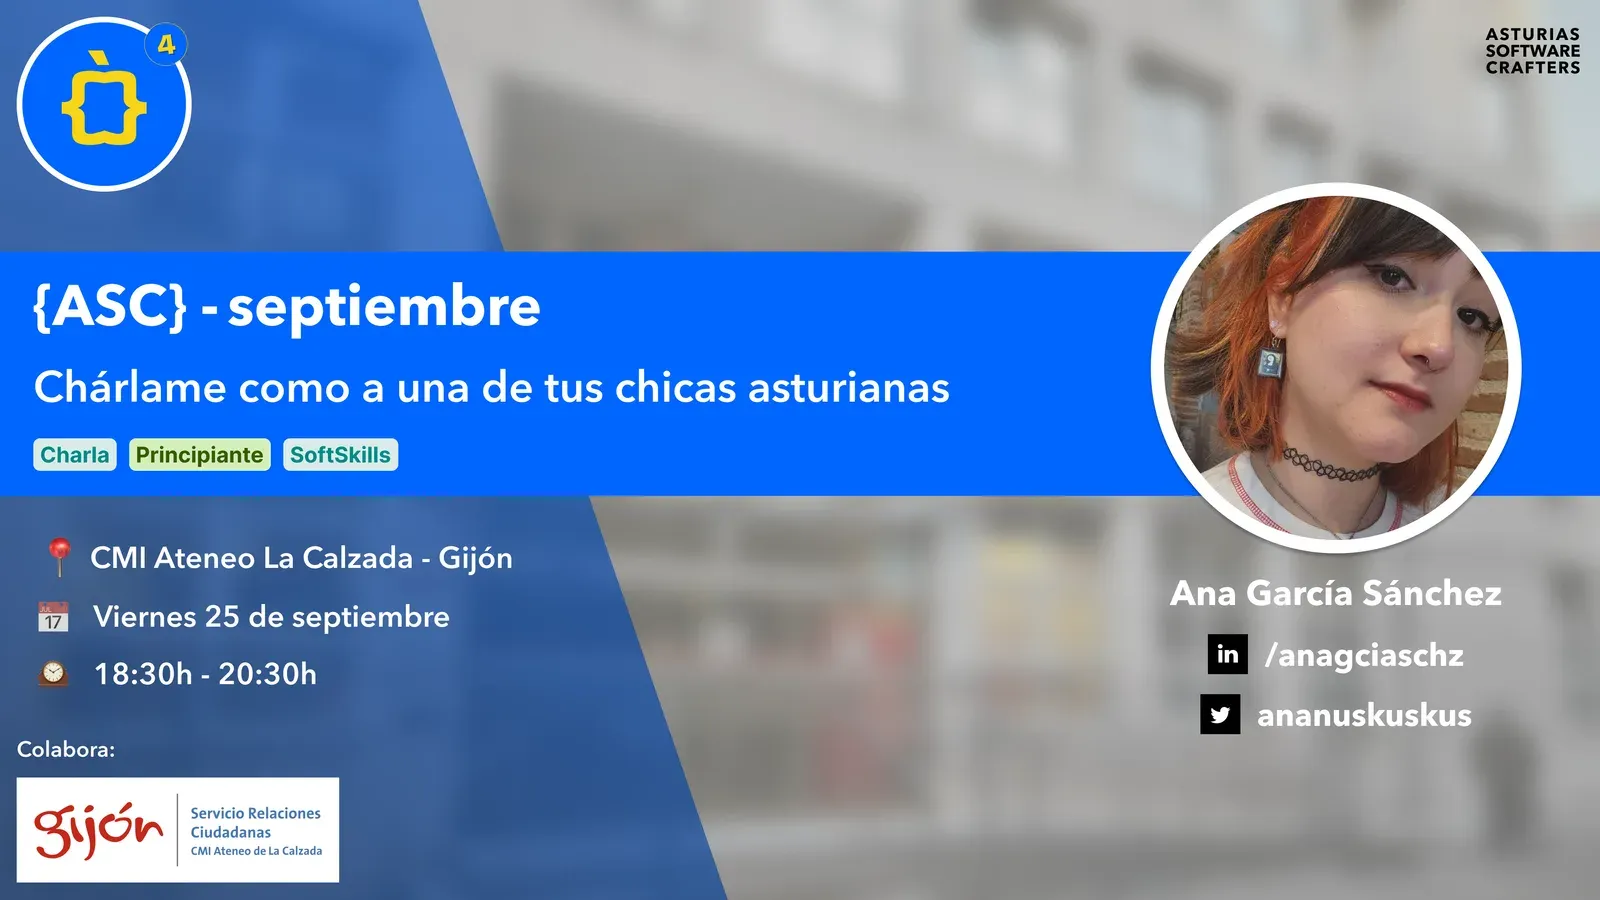 4
ASTURIAS
SOFTWARE
CRAFTERS
{ASC} - septiembre
Chárlame como a una de tus chicas asturianas
Charla Principiante SoftSkills
CMI Ateneo La Calzada - Gijón
JUL
17
Viernes 25 de septiembre
18:30h - 20:30h
Ana García Sánchez
in /anagciaschz
ananuskuskus
Colabora:
gijón
Servicio Relaciones
Ciudadanas
CMI Ateneo de La Calzada